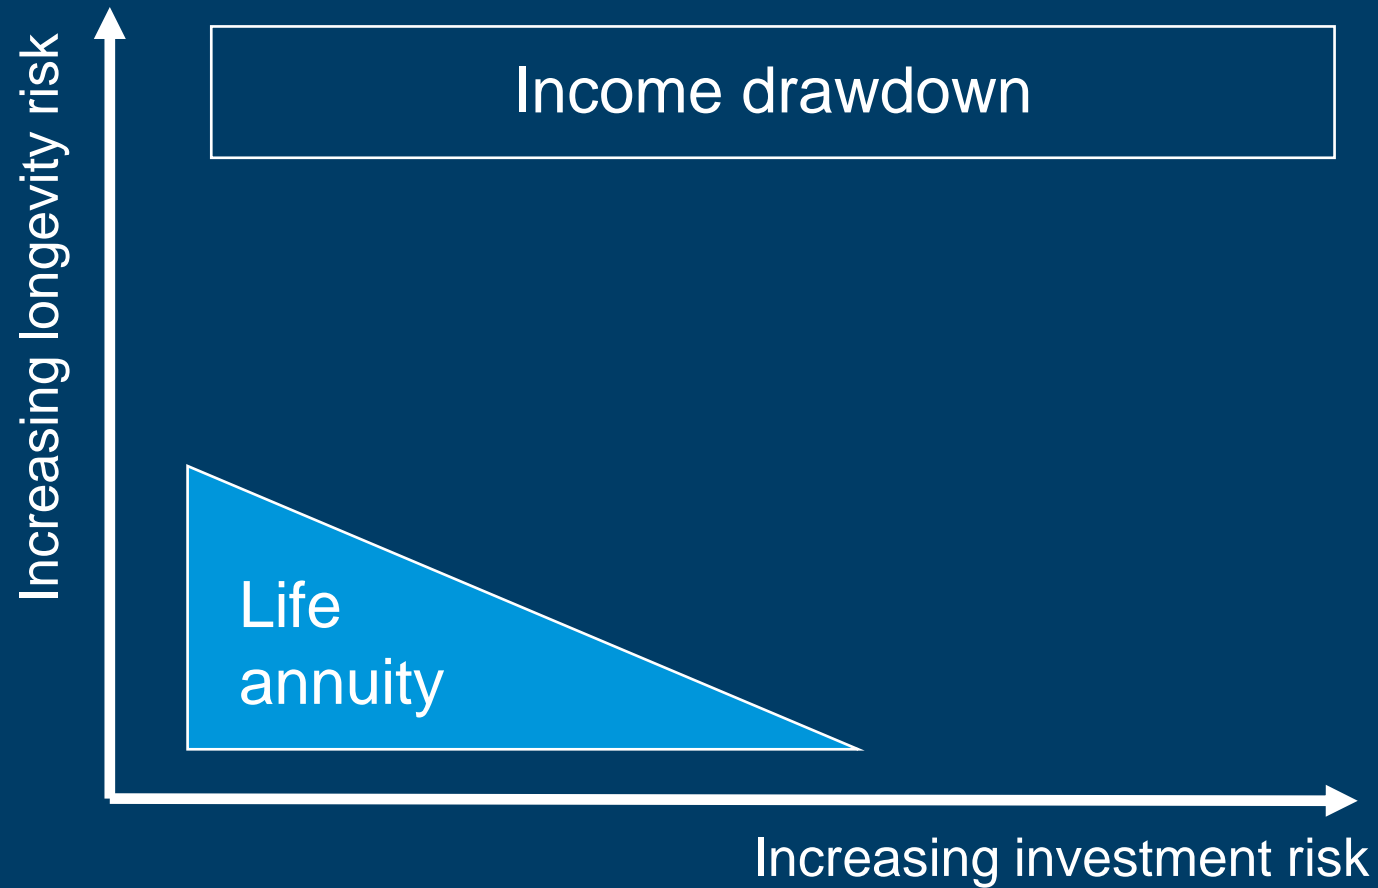 Increasing longevity risk
Income drawdown
Life
annuity
Increasing investment risk